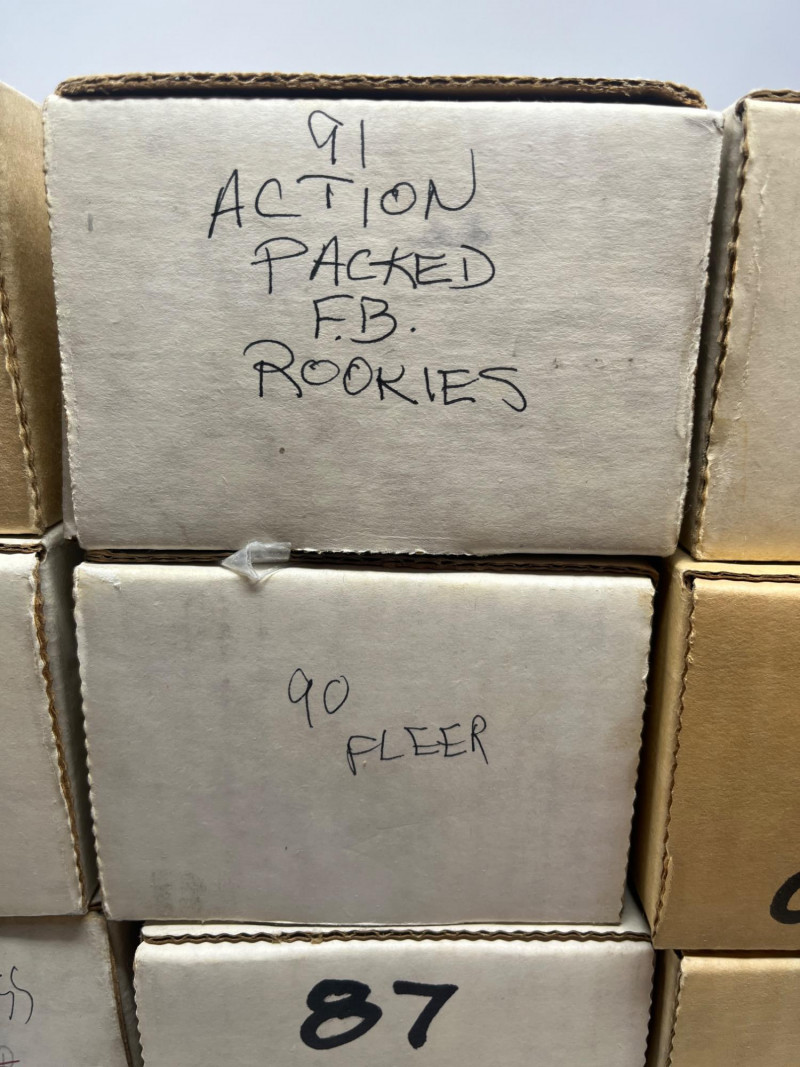 91
ACTION
PACKED
F.B.
ROOKIES
90
FLEER
87